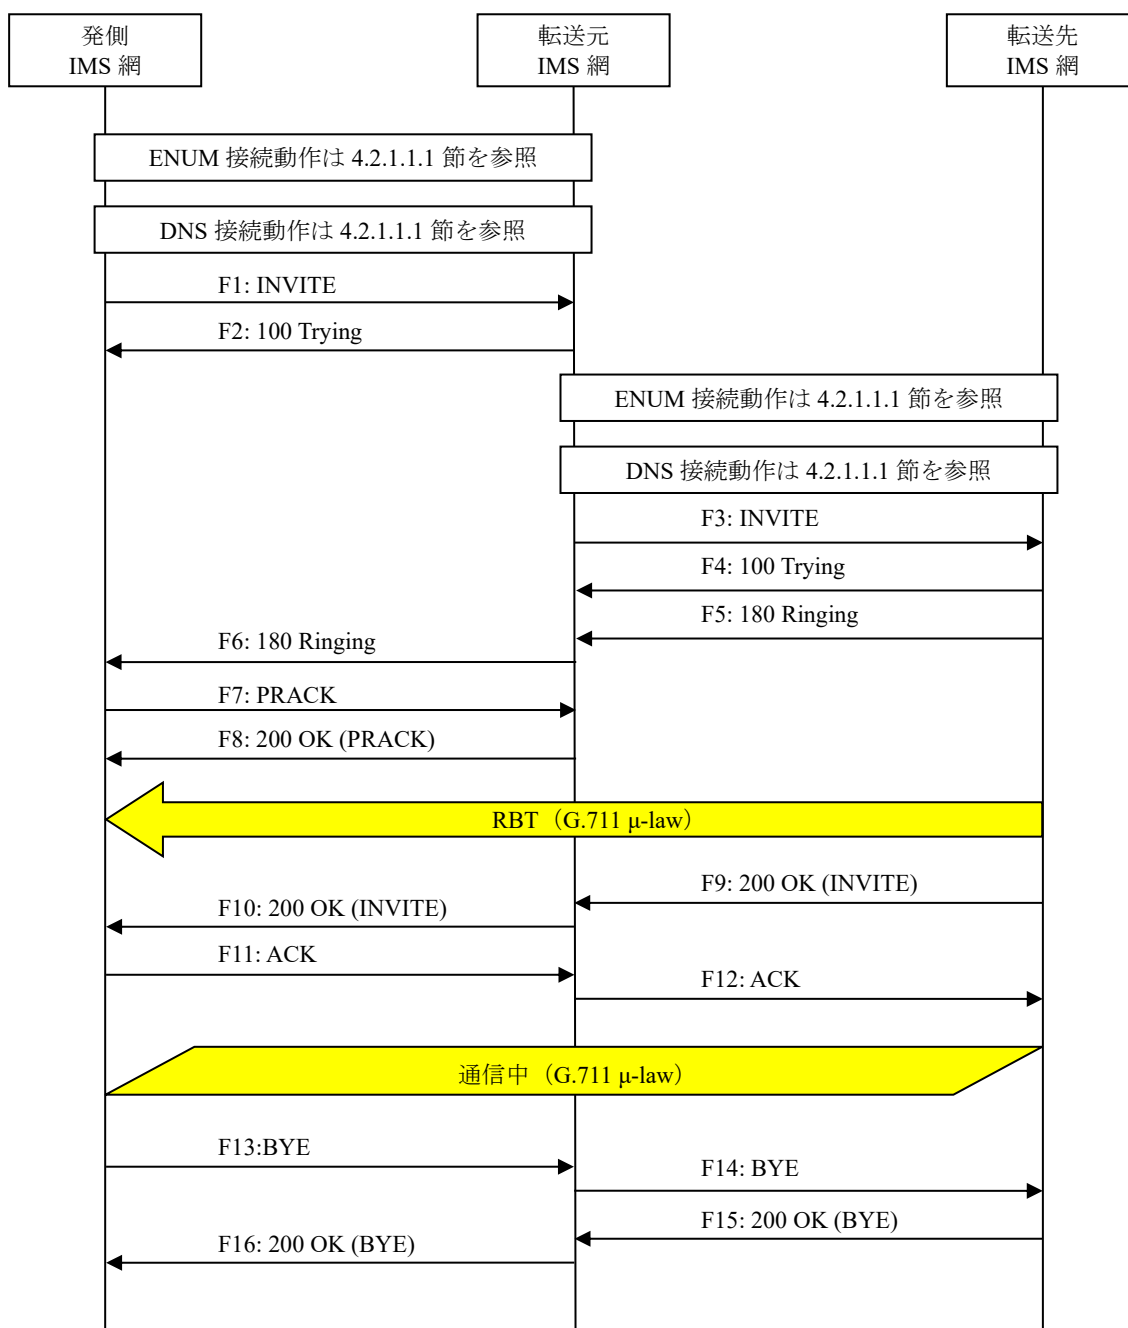 発側
IMS 網
転送元
IMS 網
転送先
IMS 網
ENUM 接続動作は 4.2.1.1.1 節を参照
DNS 接続動作は 4.2.1.1.1 節を参照
F1: INVITE
F2: 100 Trying
ENUM 接続動作は 4.2.1.1.1 節を参照
DNS 接続動作は 4.2.1.1.1 節を参照
F3: INVITE
F4: 100 Trying
F5: 180 Ringing
F6: 180 Ringing
F7: PRACK
F8: 200 OK (PRACK)
RBT（G.711 μ-law）
F9: 200 OK (INVITE)
F10: 200 OK (INVITE)
F11: ACK
F12: ACK
通信中（G.711 μ-law）
F13:BYE
F14: BYE
F15: 200 OK (BYE)
F16: 200 OK (BYE)